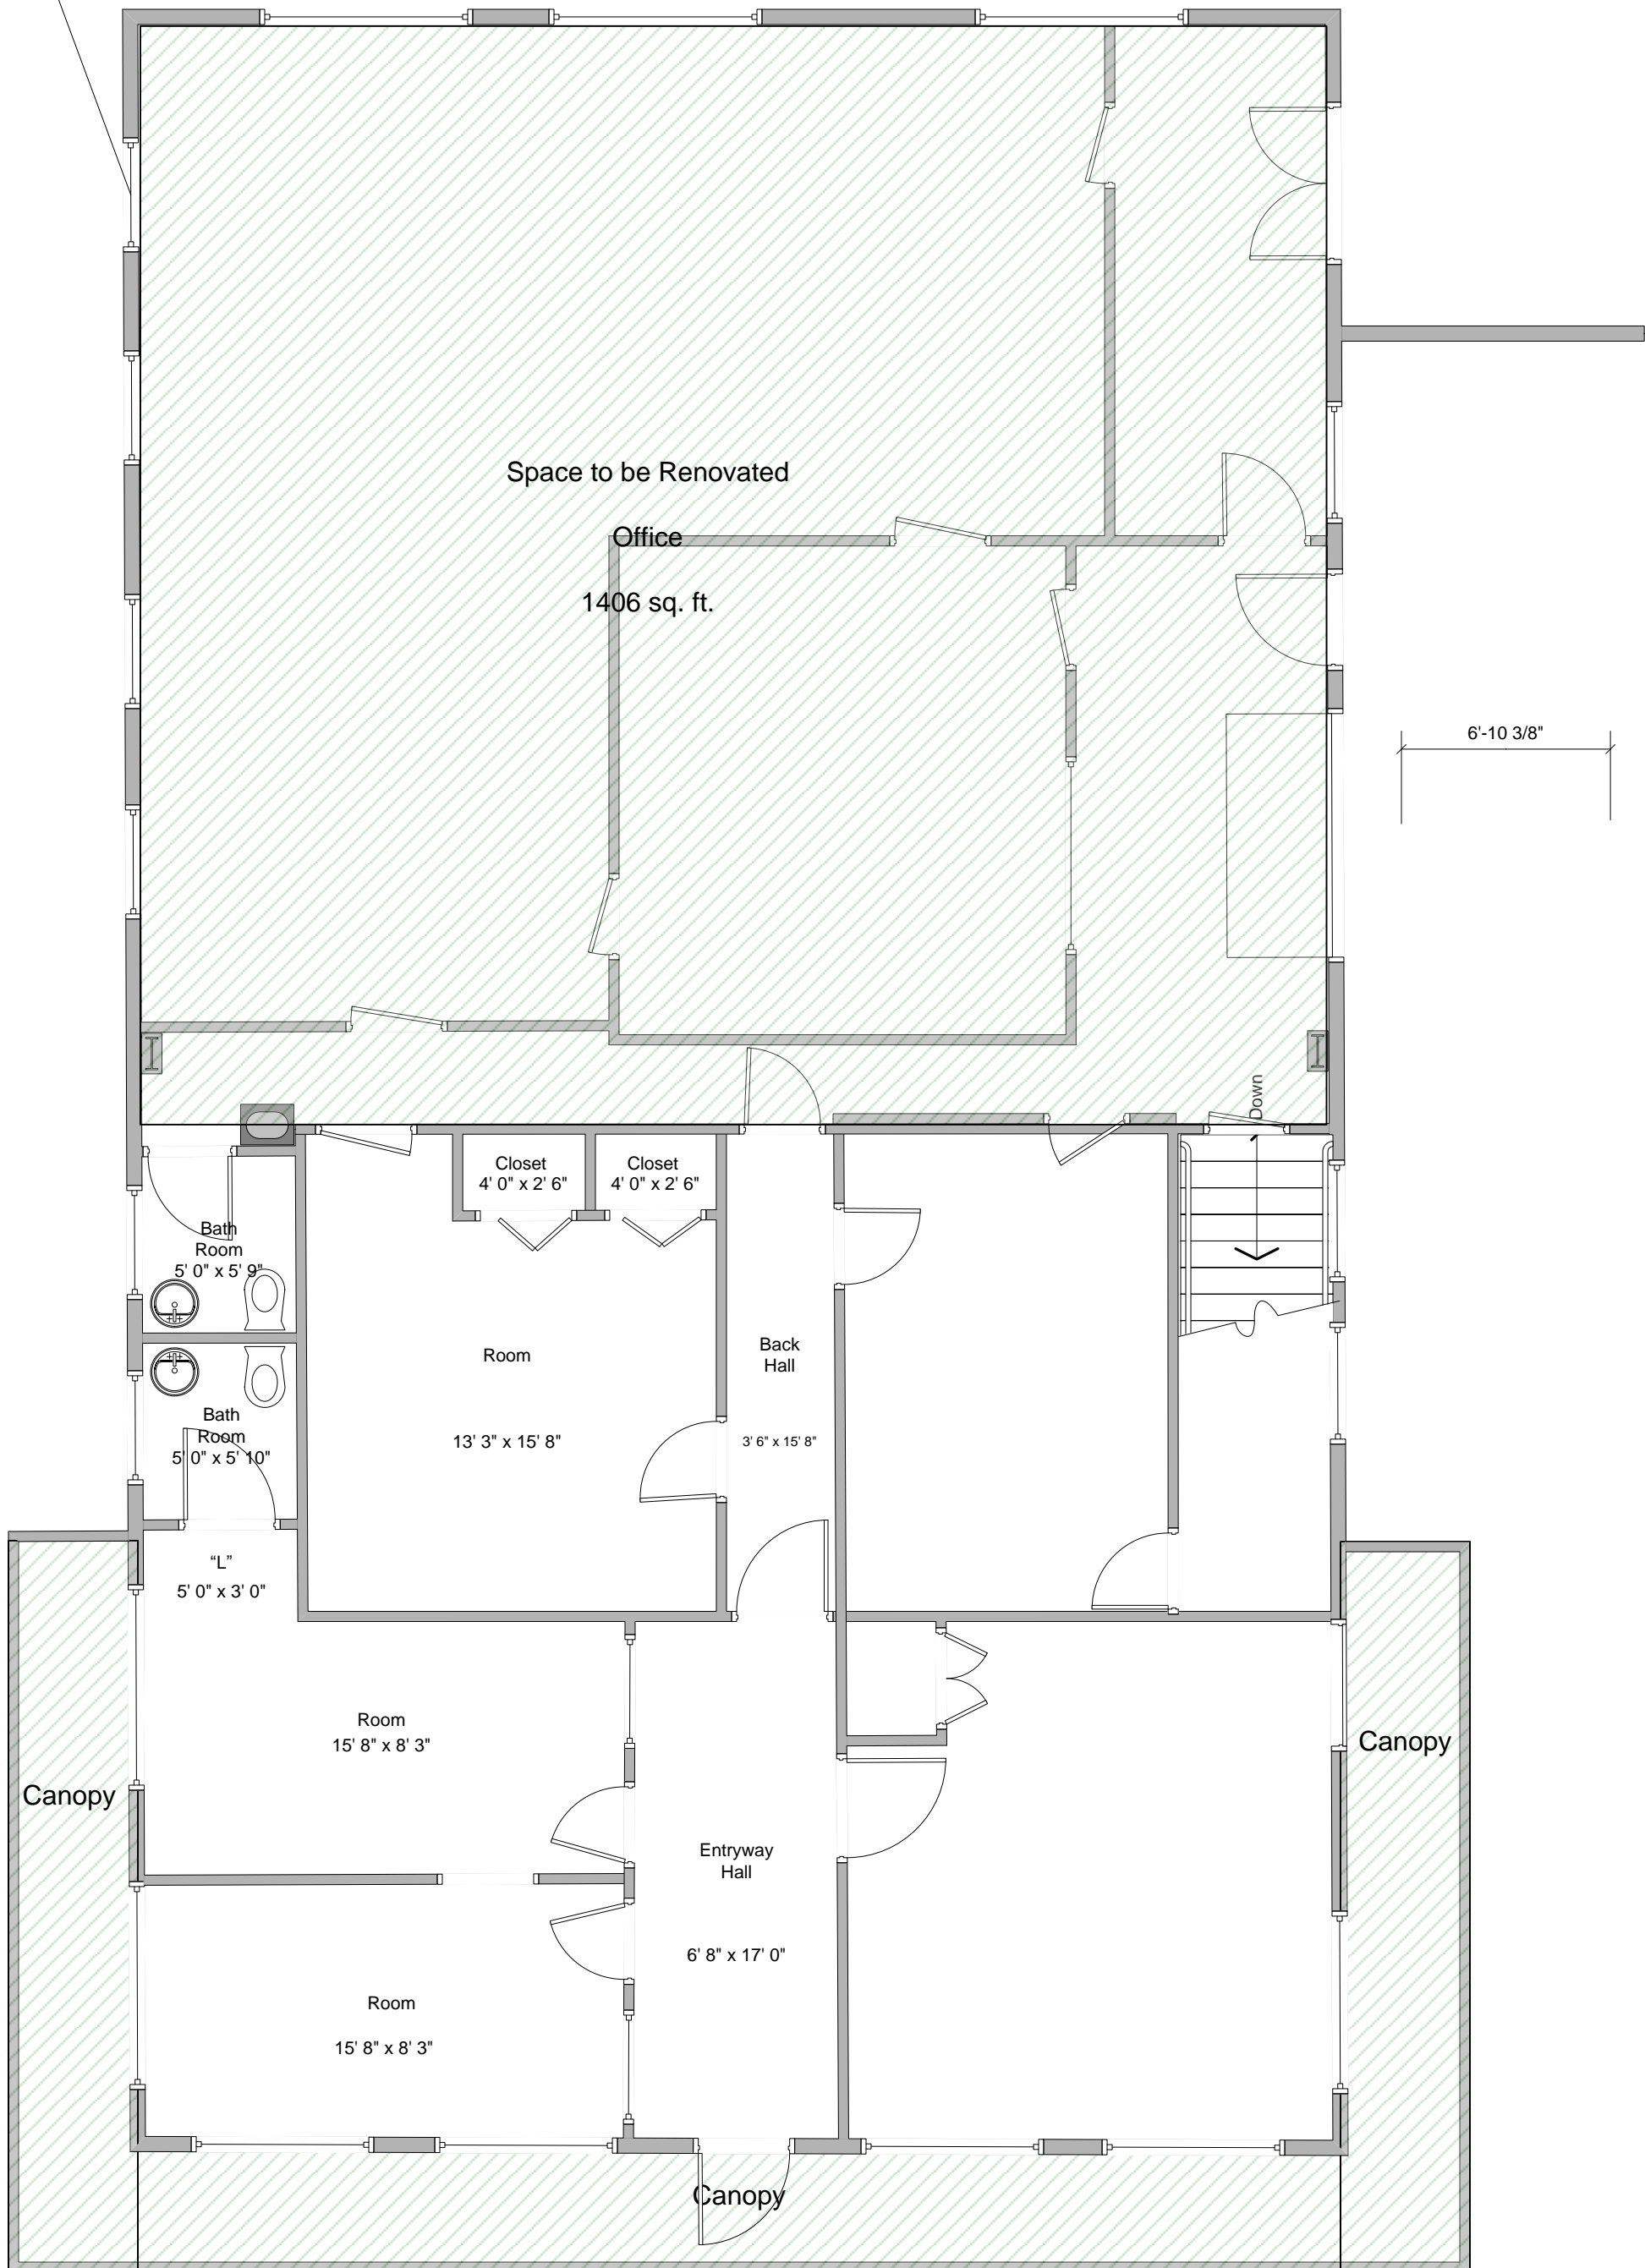 Space to be Renovated
Office
1406 sq. ft.
6'-10 3/8"
Down
Closet
4' 0" x 2' 6"
Closet
4' 0" x 2' 6"
Bath
Room
5' 0" x 5' 9"
Room
13' 3" x 15' 8"
Back
Hall
3' 6" x 15' 8"
Bath
Room
5' 0" x 5' 10"
“L”
5' 0" x 3' 0"
Room
15' 8" x 8' 3"
Canopy
Canopy
Entryway
Hall
6' 8" x 17' 0"
Room
15' 8" x 8' 3"
Canopy